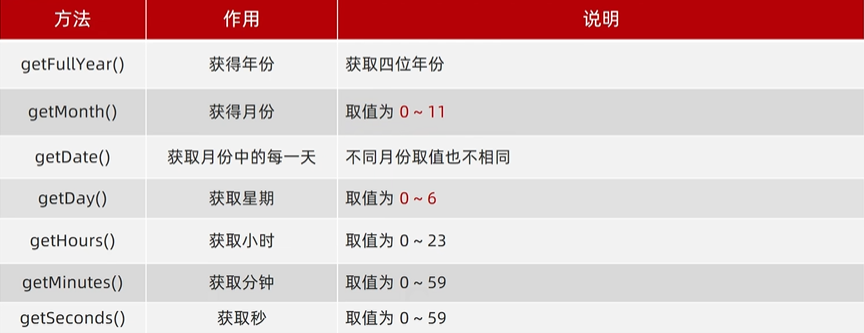 方法 作用 说明
getFullYear() 获得年份 获取四位年份
getMonth() 获得月份 取值为 0 ~ 11
getDate() 获取月份中的每一天 不同月份取值也不相同
getDay() 获取星期 取值为 0 ~ 6
getHours() 获取小时 取值为 0 ~ 23
getMinutes() 获取分钟 取值为 0 ~ 59
getSeconds() 获取秒 取值为 0 ~ 59